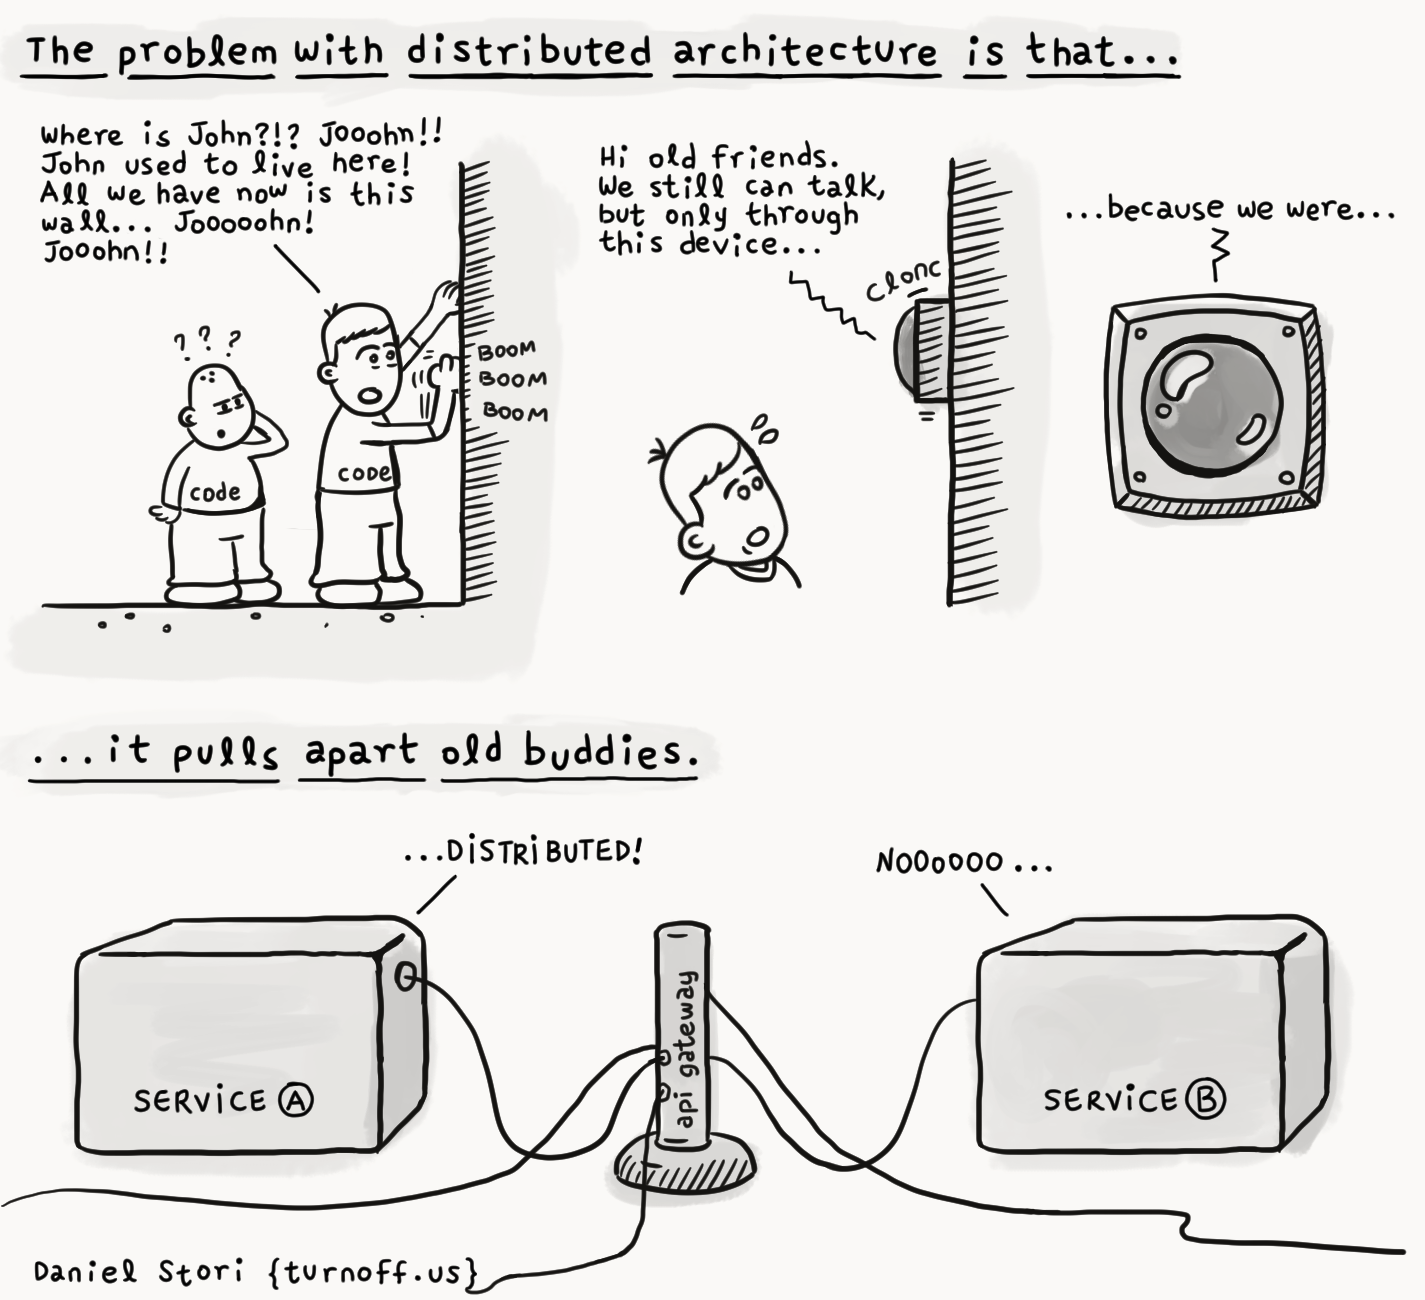 The problem with distributed architecture is that...
Where is John?!? Jooohn!!
John used to live here!
All we have now is this
wall... Jooooohn!
Jooohn!!
? ? ?
BOOM
BOOM
BOOM
code
CODE
Hi old friends.
We still can talk,
but only through
this device...
clonc
...because we were...
...it pulls apart old buddies.
...DiSTRiBUTED!
NOOooooo...
SERViCE A
api gateway
SERViCE B
Daniel Stori {turnoff.us}